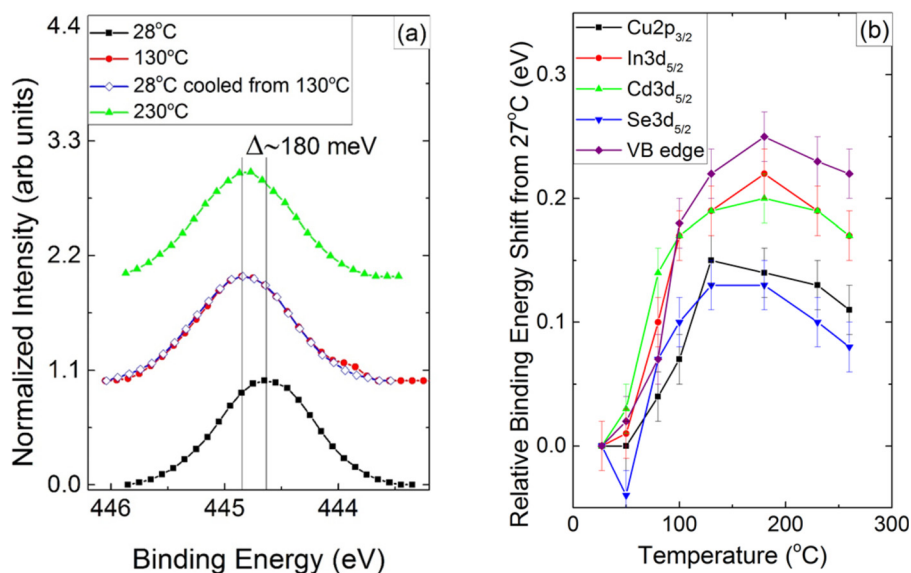 (a)
28°C
130°C
28°C cooled from 130°C
230°C
Δ~180 meV
4.4
3.3
2.2
1.1
0.0
Normalized Intensity (arb units)
446
445
444
Binding Energy (eV)
(b)
Cu2p3/2
In3d5/2
Cd3d5/2
Se3d5/2
VB edge
0.3
0.2
0.1
0.0
Relative Binding Energy Shift from 27°C (eV)
0
100
200
300
Temperature (°C)